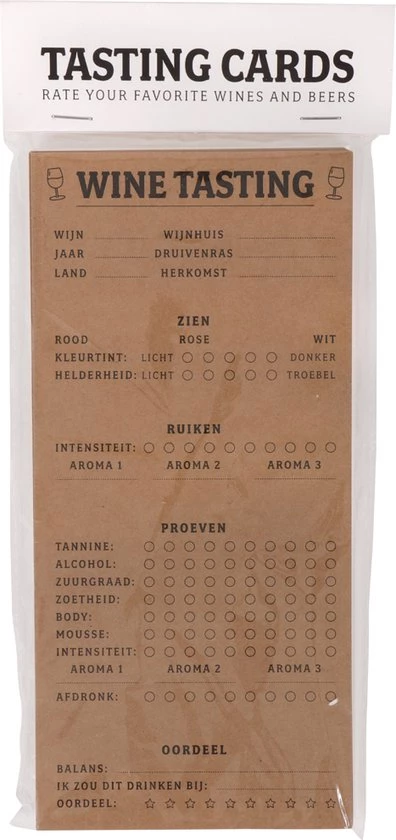 TASTING CARDS
RATE YOUR FAVORITE WINES AND BEERS
WINE TASTING
WIJN WIJNHUIS
JAAR DRUIVENRAS
LAND HERKOMST
ZIEN
ROOD ROSE WIT
KLEURTINT: LICHT DONKER
HELDERHEID: LICHT TROEBEL
RUIKEN
INTENSITEIT:
AROMA 1 AROMA 2 AROMA 3
PROEVEN
TANNINE:
ALCOHOL:
ZUURGRAAD:
ZOETHEID:
BODY:
MOUSSE:
INTENSITEIT:
AROMA 1 AROMA 2 AROMA 3
AFDRONK:
OORDEEL
BALANS:
IK ZOU DIT DRINKEN BIJ:
OORDEEL: